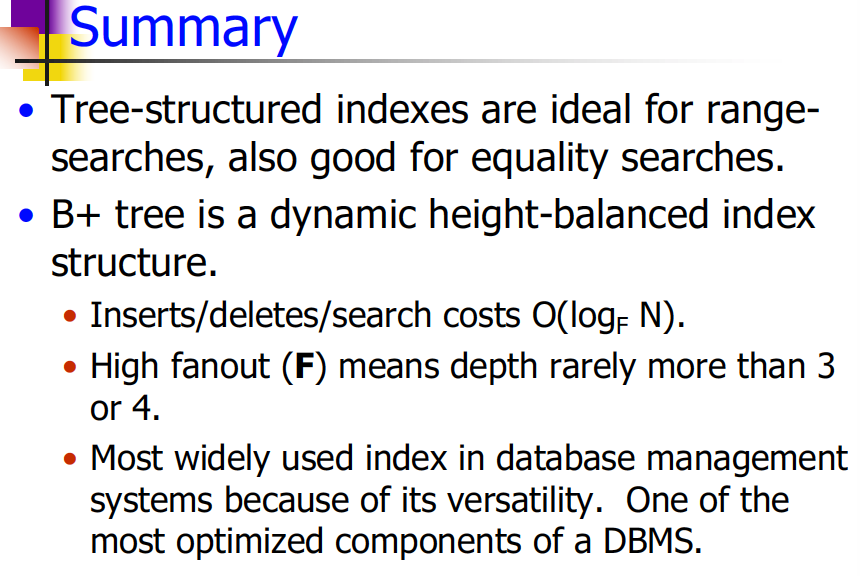 Summary
• Tree-structured indexes are ideal for range-
searches, also good for equality searches.
• B+ tree is a dynamic height-balanced index
structure.
• Inserts/deletes/search costs O(logF N).
• High fanout (F) means depth rarely more than 3
or 4.
• Most widely used index in database management
systems because of its versatility.  One of the
most optimized components of a DBMS.